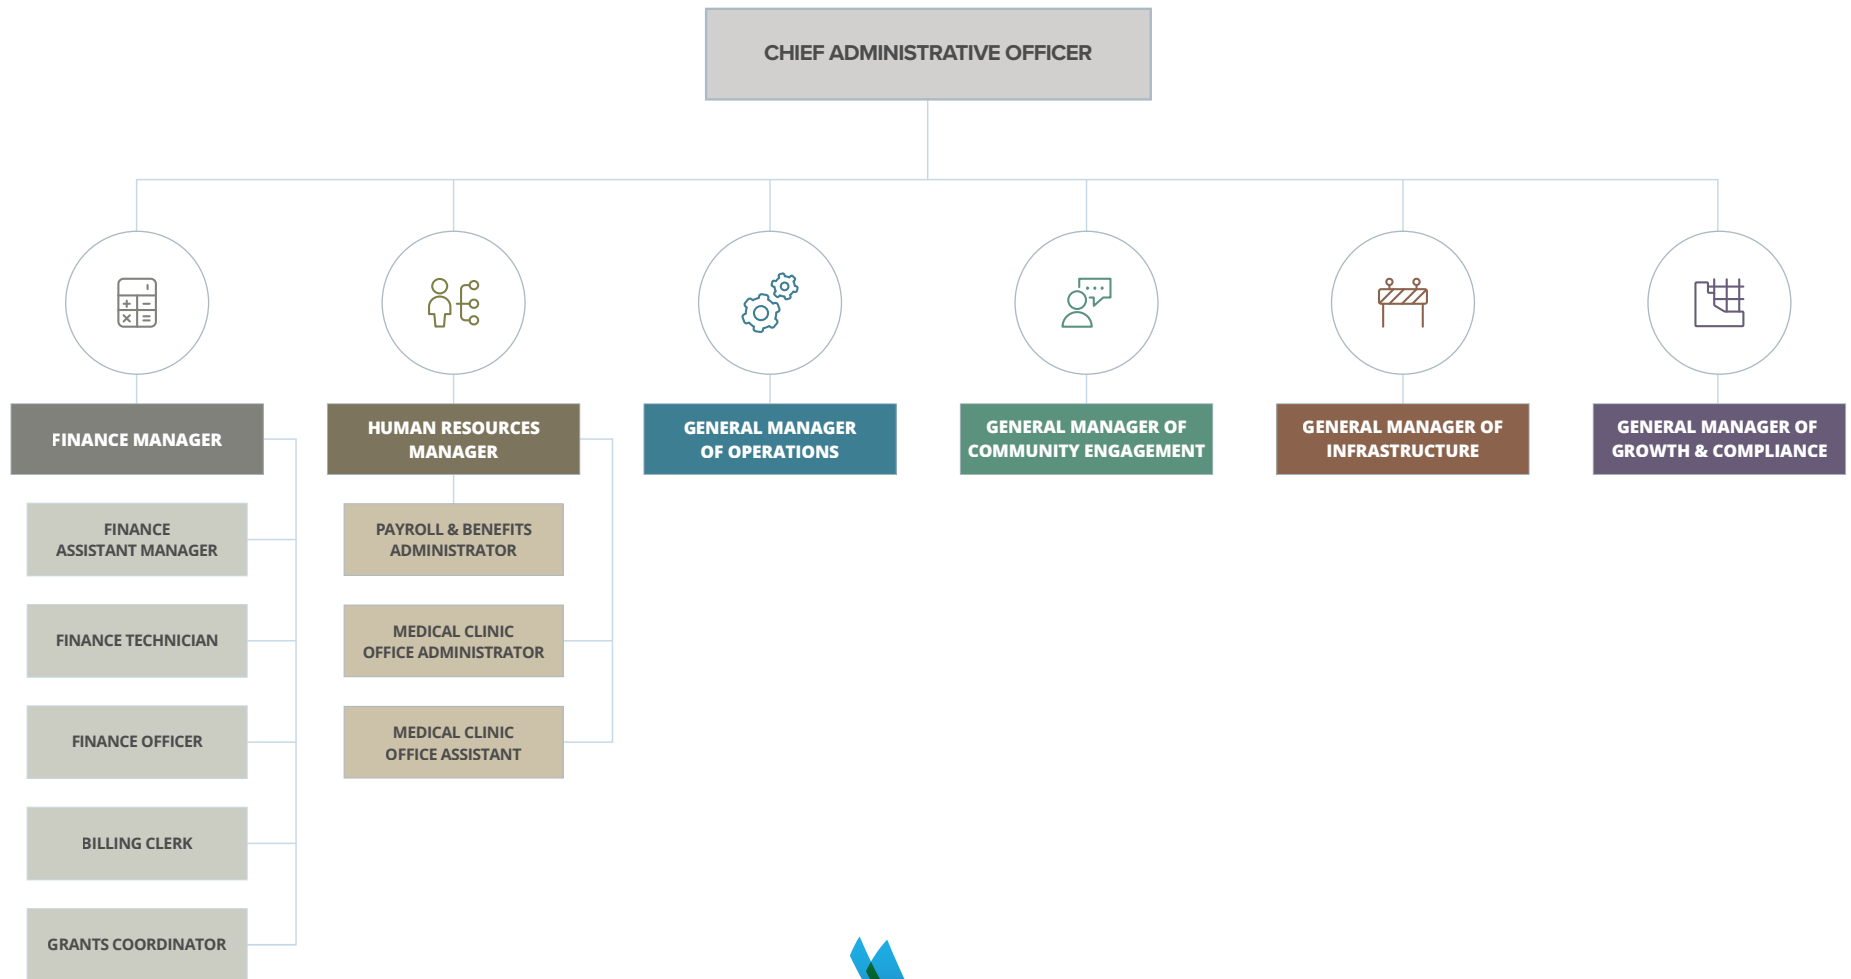 CHIEF ADMINISTRATIVE OFFICER
FINANCE MANAGER
HUMAN RESOURCES
MANAGER
GENERAL MANAGER
OF OPERATIONS
GENERAL MANAGER OF
COMMUNITY ENGAGEMENT
GENERAL MANAGER OF
INFRASTRUCTURE
GENERAL MANAGER OF
GROWTH & COMPLIANCE
FINANCE
ASSISTANT MANAGER
FINANCE TECHNICIAN
FINANCE OFFICER
BILLING CLERK
GRANTS COORDINATOR
PAYROLL & BENEFITS
ADMINISTRATOR
MEDICAL CLINIC
OFFICE ADMINISTRATOR
MEDICAL CLINIC
OFFICE ASSISTANT